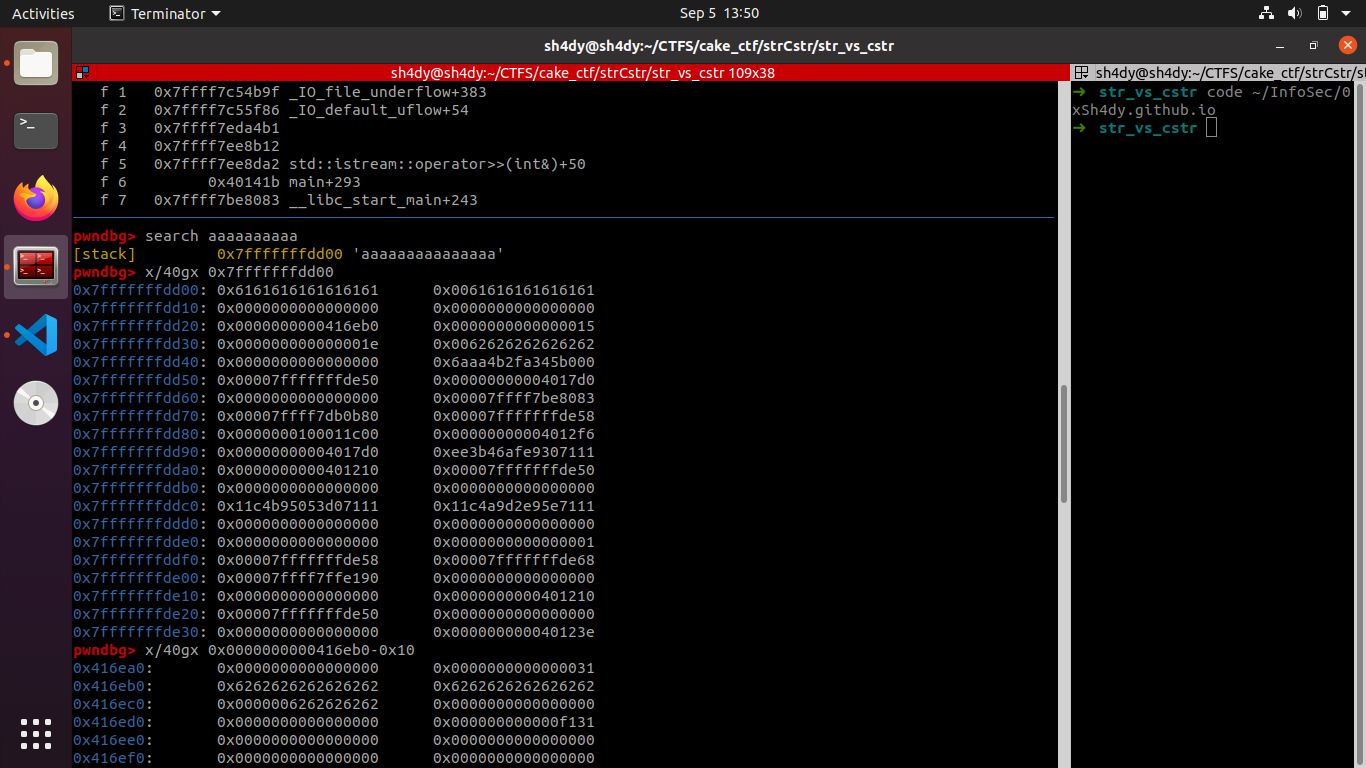 Activities Terminator Sep 5 13:50
sh4dy@sh4dy:~/CTFS/cake_ctf/strCstr/str_vs_cstr
sh4dy@sh4dy:~/CTFS/cake_ctf/strCstr/str_vs_cstr 109x38
f 1 0x7ffff7c54b9f _IO_file_underflow+383
f 2 0x7ffff7c55f86 _IO_default_uflow+54
f 3 0x7ffff7eda4b1
f 4 0x7ffff7ee8b12
f 5 0x7ffff7ee8da2 std::istream::operator>>(int&)+50
f 6 0x40141b main+293
f 7 0x7ffff7be8083 __libc_start_main+243
pwndbg> search aaaaaaaaaa
[stack] 0x7fffffffdd00 'aaaaaaaaaaaaaaa'
pwndbg> x/40gx 0x7fffffffdd00
0x7fffffffdd00: 0x6161616161616161 0x0061616161616161
0x7fffffffdd10: 0x0000000000000000 0x0000000000000000
0x7fffffffdd20: 0x0000000000416eb0 0x0000000000000015
0x7fffffffdd30: 0x000000000000001e 0x0062626262626262
0x7fffffffdd40: 0x0000000000000000 0x6aaa4b2fa345b000
0x7fffffffdd50: 0x00007fffffffde50 0x00000000004017d0
0x7fffffffdd60: 0x0000000000000000 0x00007ffff7be8083
0x7fffffffdd70: 0x00007ffff7db0b80 0x00007fffffffde58
0x7fffffffdd80: 0x0000000100011c00 0x00000000004012f6
0x7fffffffdd90: 0x00000000004017d0 0xee3b46afe9307111
0x7fffffffdda0: 0x0000000000401210 0x00007fffffffde50
0x7fffffffddb0: 0x0000000000000000 0x0000000000000000
0x7fffffffddc0: 0x11c4b95053d07111 0x11c4a9d2e95e7111
0x7fffffffddd0: 0x0000000000000000 0x0000000000000000
0x7fffffffdde0: 0x0000000000000000 0x0000000000000001
0x7fffffffddf0: 0x00007fffffffde58 0x00007fffffffde68
0x7fffffffde00: 0x00007ffff7ffe190 0x0000000000000000
0x7fffffffde10: 0x0000000000000000 0x0000000000401210
0x7fffffffde20: 0x00007fffffffde50 0x0000000000000000
0x7fffffffde30: 0x0000000000000000 0x000000000040123e
pwndbg> x/40gx 0x0000000000416eb0-0x10
0x416ea0: 0x0000000000000000 0x0000000000000031
0x416eb0: 0x6262626262626262 0x6262626262626262
0x416ec0: 0x0000006262626262 0x0000000000000000
0x416ed0: 0x0000000000000000 0x000000000000f131
0x416ee0: 0x0000000000000000 0x0000000000000000
0x416ef0: 0x0000000000000000 0x0000000000000000
sh4dy@sh4dy:~/CTFS/cake_ctf/strCstr/st
→ str_vs_cstr code ~/InfoSec/0
xSh4dy.github.io
→ str_vs_cstr